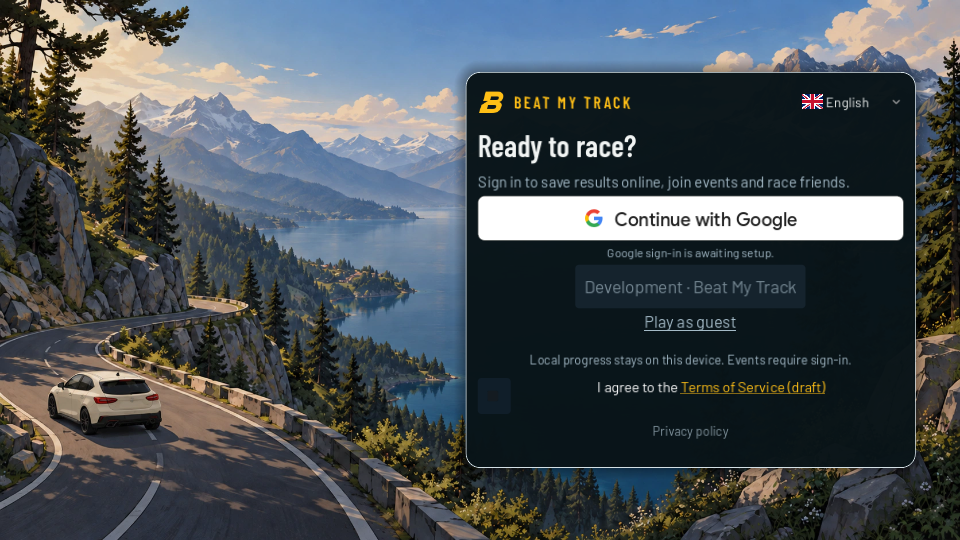 BEAT MY TRACK
English
Ready to race?
Sign in to save results online, join events and race friends.
Continue with Google
Google sign-in is awaiting setup.
Development · Beat My Track
Play as guest
Local progress stays on this device. Events require sign-in.
I agree to the Terms of Service (draft)
Privacy policy